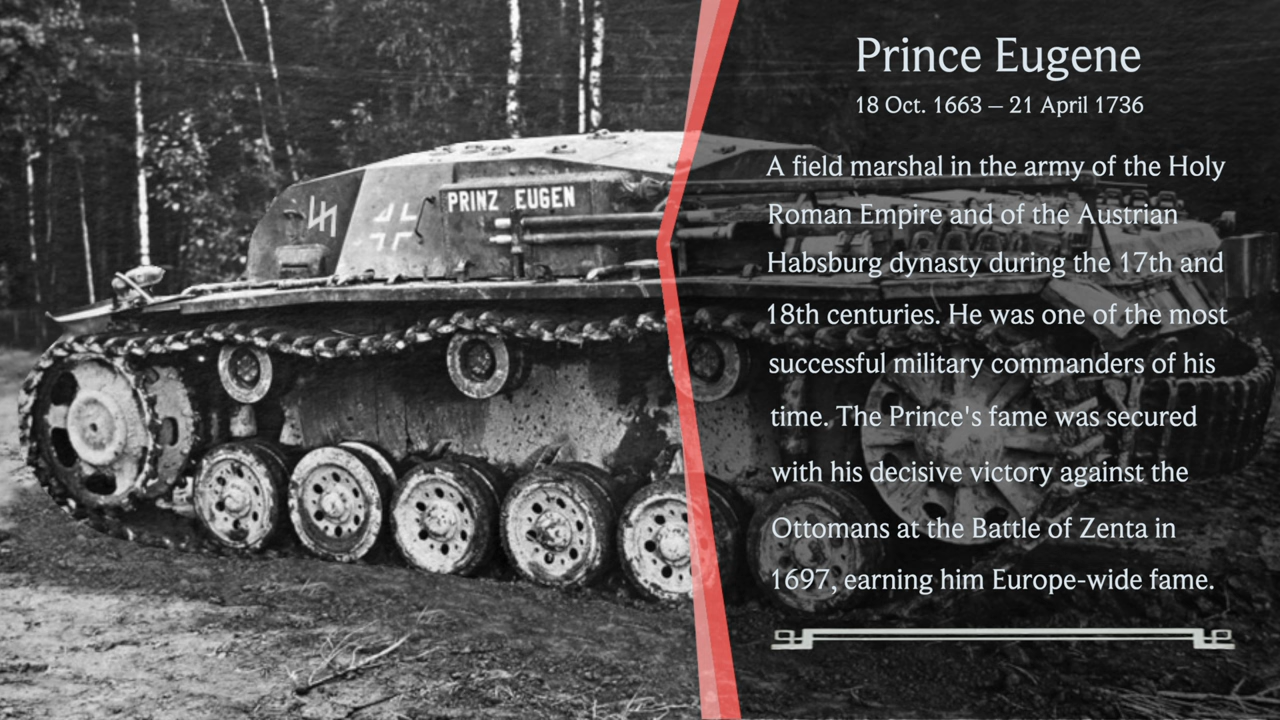 PRINZ EUGEN
Prince Eugene
18 Oct. 1663 – 21 April 1736
A field marshal in the army of the Holy
Roman Empire and of the Austrian
Habsburg dynasty during the 17th and
18th centuries. He was one of the most
successful military commanders of his
time. The Prince's fame was secured
with his decisive victory against the
Ottomans at the Battle of Zenta in
1697, earning him Europe-wide fame.